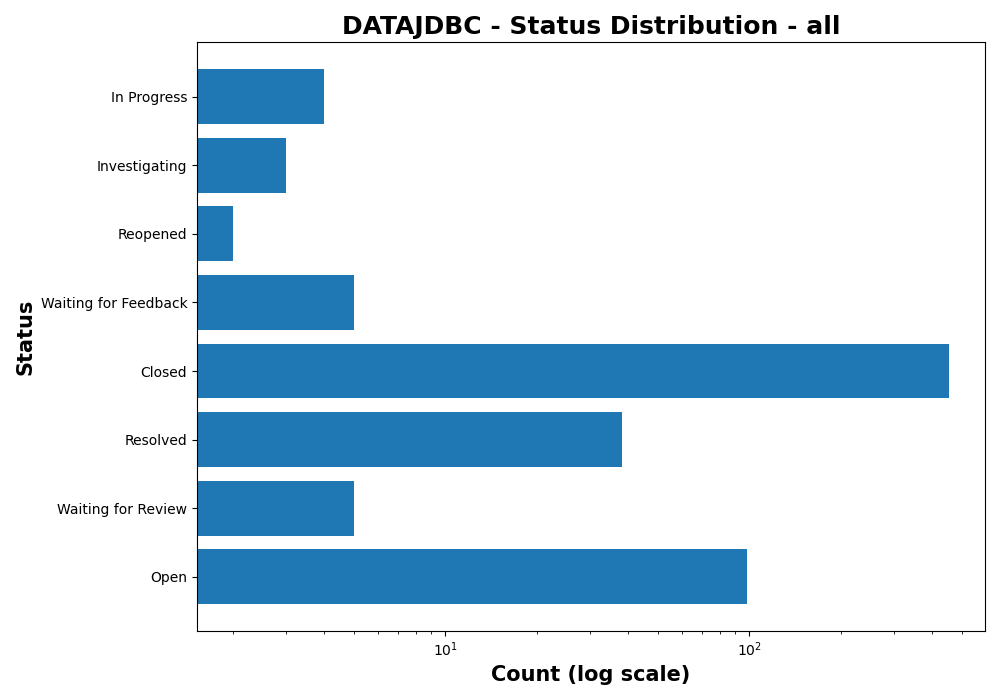 DATAJDBC - Status Distribution - all
In Progress
Investigating
Reopened
Waiting for Feedback
Closed
Resolved
Waiting for Review
Open
Status
10¹
10²
Count (log scale)